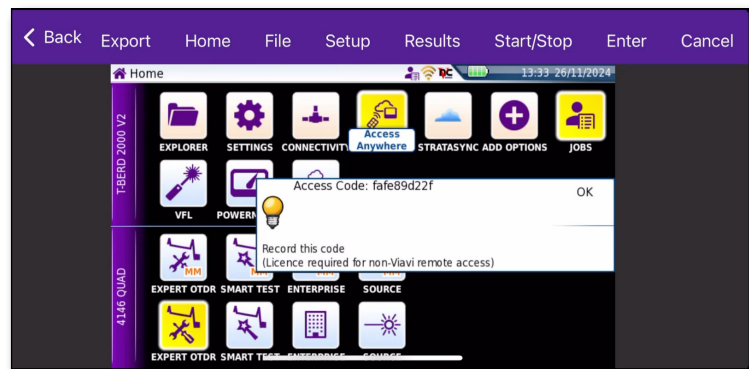 Back Export Home File Setup Results Start/Stop Enter Cancel
Home 13:33 26/11/2024
T-BERD 2000 V2
EXPLORER SETTINGS CONNECTIVITY Access Anywhere STRATASYNC ADD OPTIONS JOBS
VFL
Access Code: fafe89d22f
OK
Record this code
(Licence required for non-Viavi remote access)
4146 QUAD
MM
EXPERT OTDR SMART TEST ENTERPRISE SOURCE
EXPERT OTDR SMART TEST ENTERPRISE SOURCE